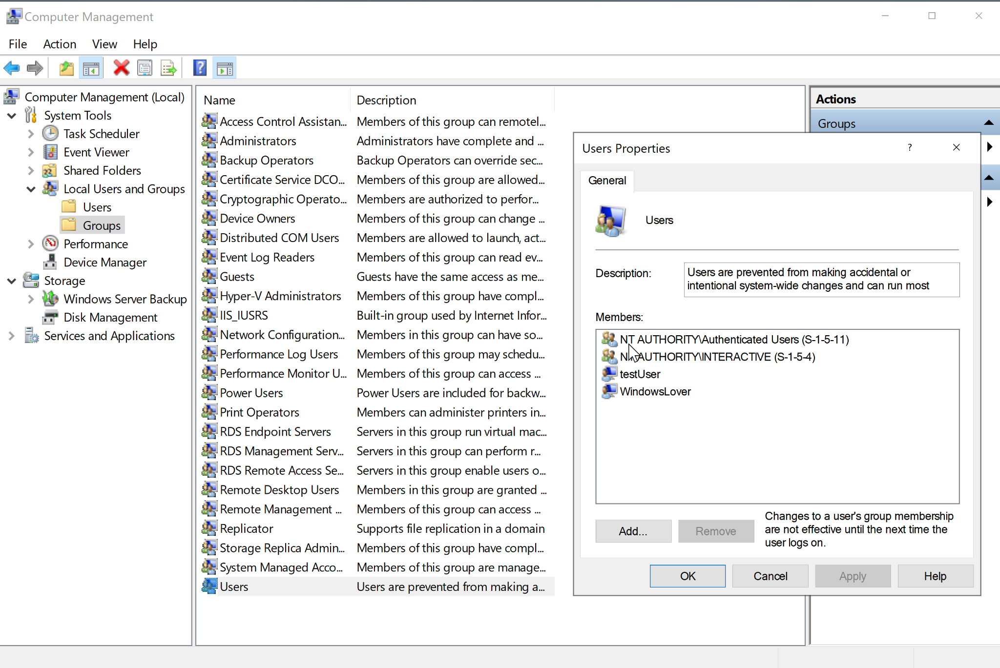 Computer Management
File Action View Help
Computer Management (Local)
System Tools
Task Scheduler
Event Viewer
Shared Folders
Local Users and Groups
Users
Groups
Performance
Device Manager
Storage
Windows Server Backup
Disk Management
Services and Applications
Name Description
Access Control Assistan... Members of this group can remotel...
Administrators Administrators have complete and ...
Backup Operators Backup Operators can override sec...
Certificate Service DCO... Members of this group are allowed...
Cryptographic Operato... Members are authorized to perfor...
Device Owners Members of this group can change ...
Distributed COM Users Members are allowed to launch, act...
Event Log Readers Members of this group can read ev...
Guests Guests have the same access as me...
Hyper-V Administrators Members of this group have compl...
IIS_IUSRS Built-in group used by Internet Infor...
Network Configuration... Members in this group can have so...
Performance Log Users Members of this group may schedu...
Performance Monitor U... Members of this group can access ...
Power Users Power Users are included for backw...
Print Operators Members can administer printers in...
RDS Endpoint Servers Servers in this group run virtual mac...
RDS Management Serv... Servers in this group can perform r...
RDS Remote Access Se... Servers in this group enable users o...
Remote Desktop Users Members in this group are granted ...
Remote Management ... Members of this group can access ...
Replicator Supports file replication in a domain
Storage Replica Admin... Members of this group have compl...
System Managed Acco... Members of this group are manage...
Users Users are prevented from making a...
Actions
Groups
Users Properties ?
General
Users
Description: Users are prevented from making accidental or
intentional system-wide changes and can run most
Members:
NT AUTHORITY\Authenticated Users (S-1-5-11)
AUTHORITY\INTERACTIVE (S-1-5-4)
testUser
WindowsLover
Add... Remove
Changes to a user's group membership
are not effective until the next time the
user logs on.
OK Cancel Apply Help